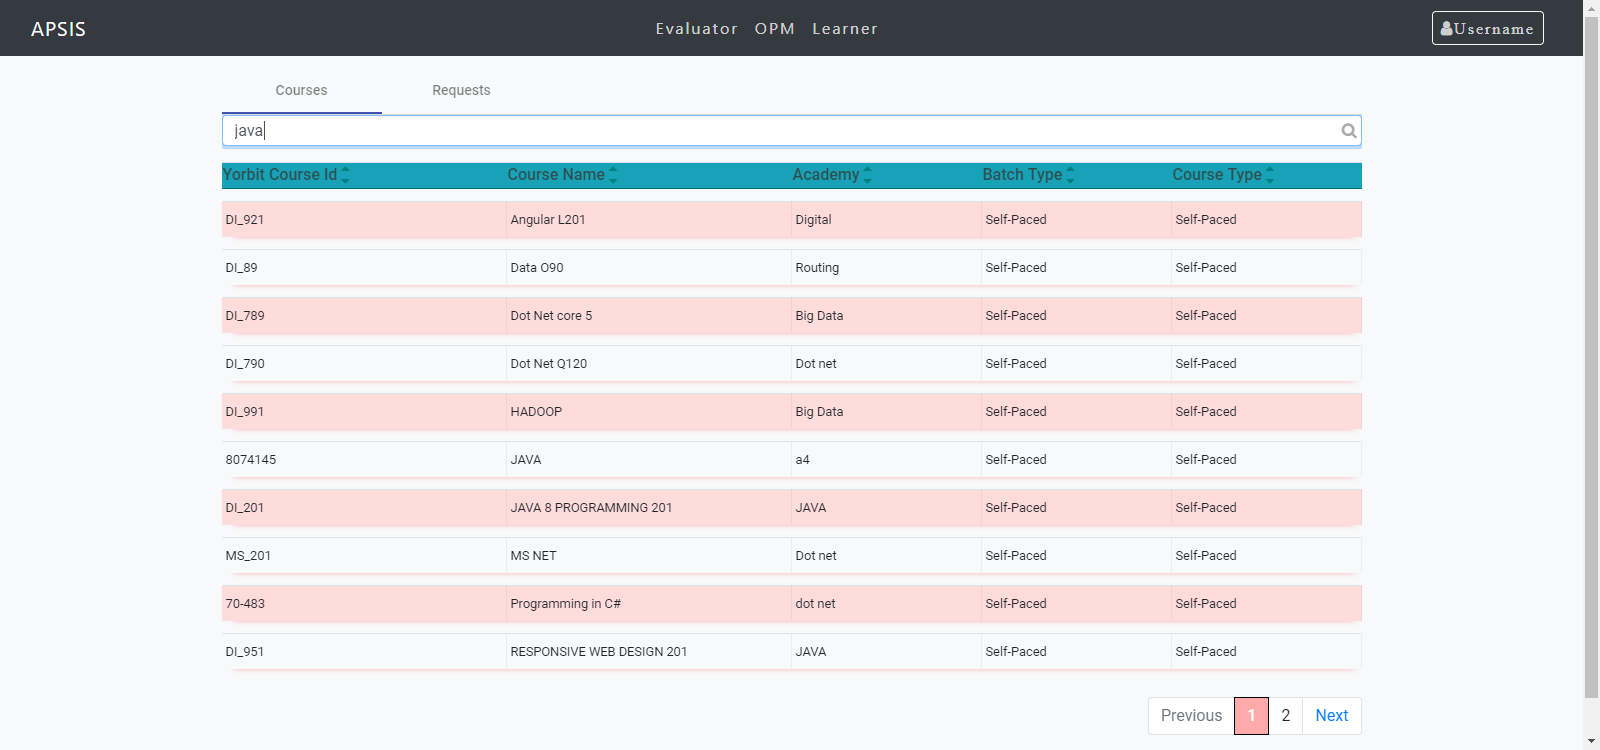 APSIS Evaluator OPM Learner Username
Courses Requests
java
Yorbit Course Id Course Name Academy Batch Type Course Type
DI_921 Angular L201 Digital Self-Paced Self-Paced
DI_89 Data O90 Routing Self-Paced Self-Paced
DI_789 Dot Net core 5 Big Data Self-Paced Self-Paced
DI_790 Dot Net Q120 Dot net Self-Paced Self-Paced
DI_991 HADOOP Big Data Self-Paced Self-Paced
8074145 JAVA a4 Self-Paced Self-Paced
DI_201 JAVA 8 PROGRAMMING 201 JAVA Self-Paced Self-Paced
MS_201 MS NET Dot net Self-Paced Self-Paced
70-483 Programming in C# dot net Self-Paced Self-Paced
DI_951 RESPONSIVE WEB DESIGN 201 JAVA Self-Paced Self-Paced
Previous 1 2 Next